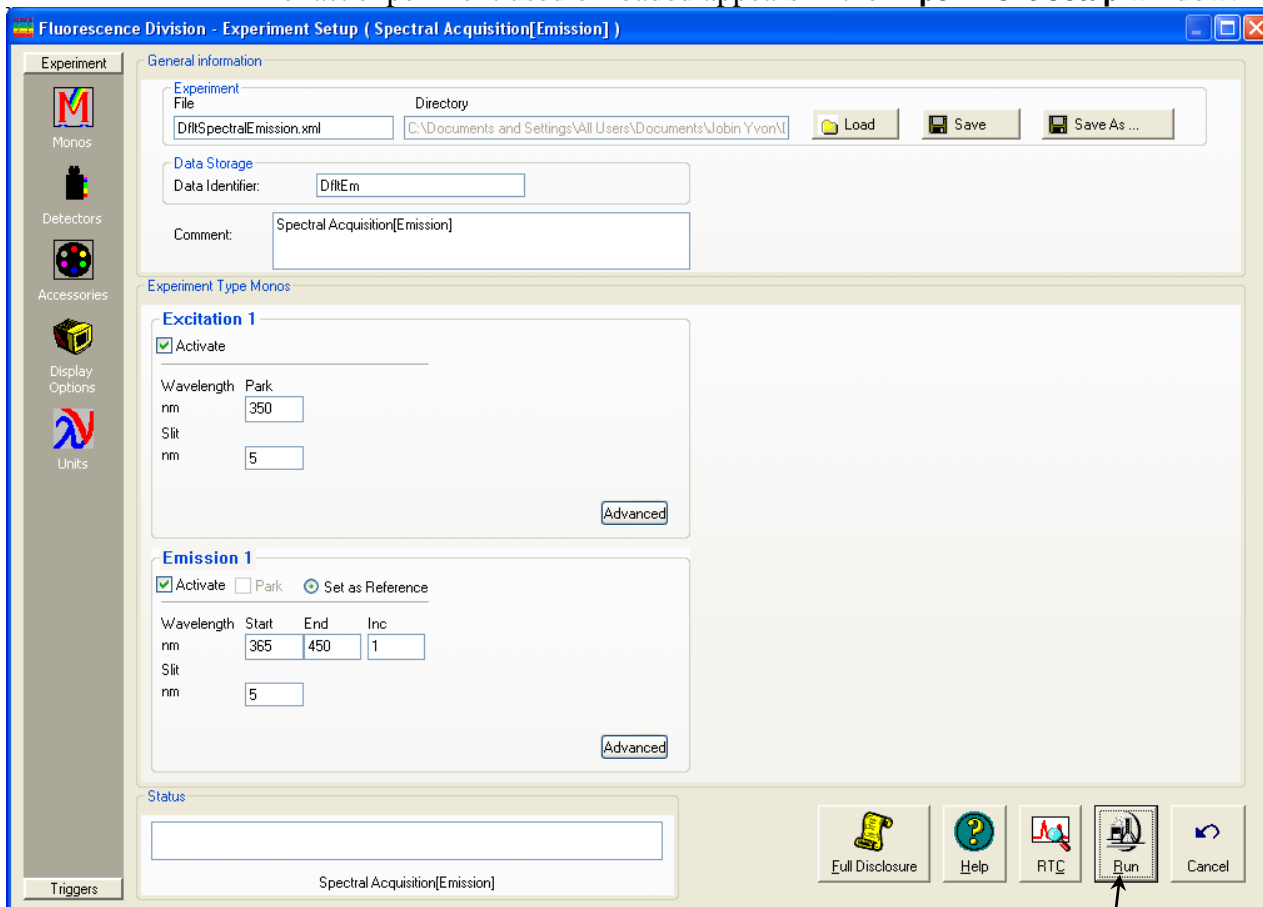 Fluorescence Division - Experiment Setup ( Spectral Acquisition[Emission] )
Experiment
General information
Experiment
File
Directory
DfltSpectralEmission.xml
C:\Documents and Settings\All Users\Documents\Jobin Yvon\
Load
Save
Save As ...
Monos
Data Storage
Data Identifier:
DfltEm
Detectors
Comment:
Spectral Acquisition[Emission]
Accessories
Experiment Type Monos
Excitation 1
Activate
Display
Options
Wavelength Park
nm 350
Slit
nm 5
Units
Advanced
Emission 1
Activate Park Set as Reference
Wavelength Start End Inc
nm 365 450 1
Slit
nm 5
Advanced
Status
Spectral Acquisition[Emission]
Full Disclosure
Help
RTC
Run
Cancel
Triggers